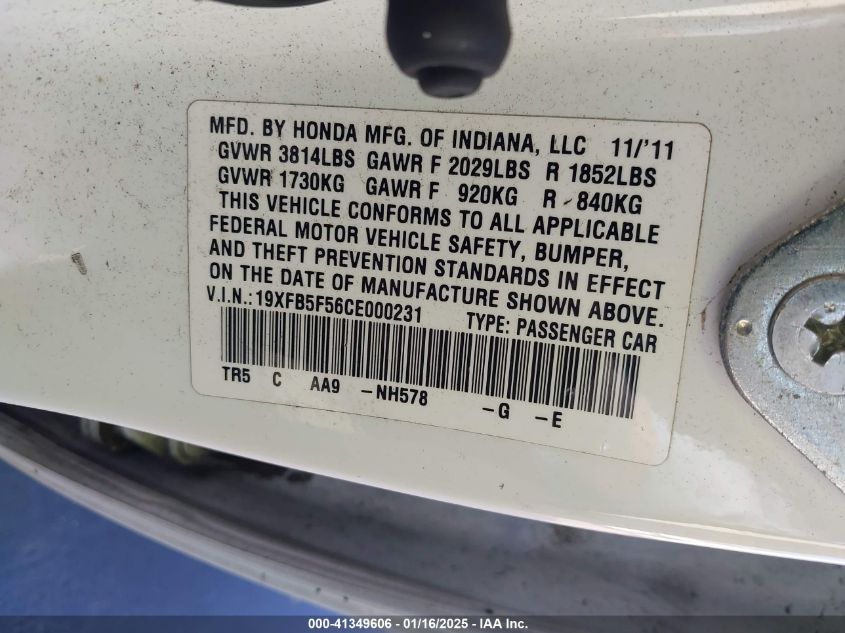 MFD. BY HONDA MFG. OF INDIANA, LLC 11/'11
GVWR 3814LBS GAWR F 2029LBS R 1852LBS
GVWR 1730KG GAWR F 920KG R - 840KG
THIS VEHICLE CONFORMS TO ALL APPLICABLE
FEDERAL MOTOR VEHICLE SAFETY, BUMPER,
AND THEFT PREVENTION STANDARDS IN EFFECT
ON THE DATE OF MANUFACTURE SHOWN ABOVE.
V.I.N.:19XFB5F56CE000231 TYPE: PASSENGER CAR
TR5 C AA9 -NH578 -G -E
000-41349606 - 01/16/2025 - IAA Inc.